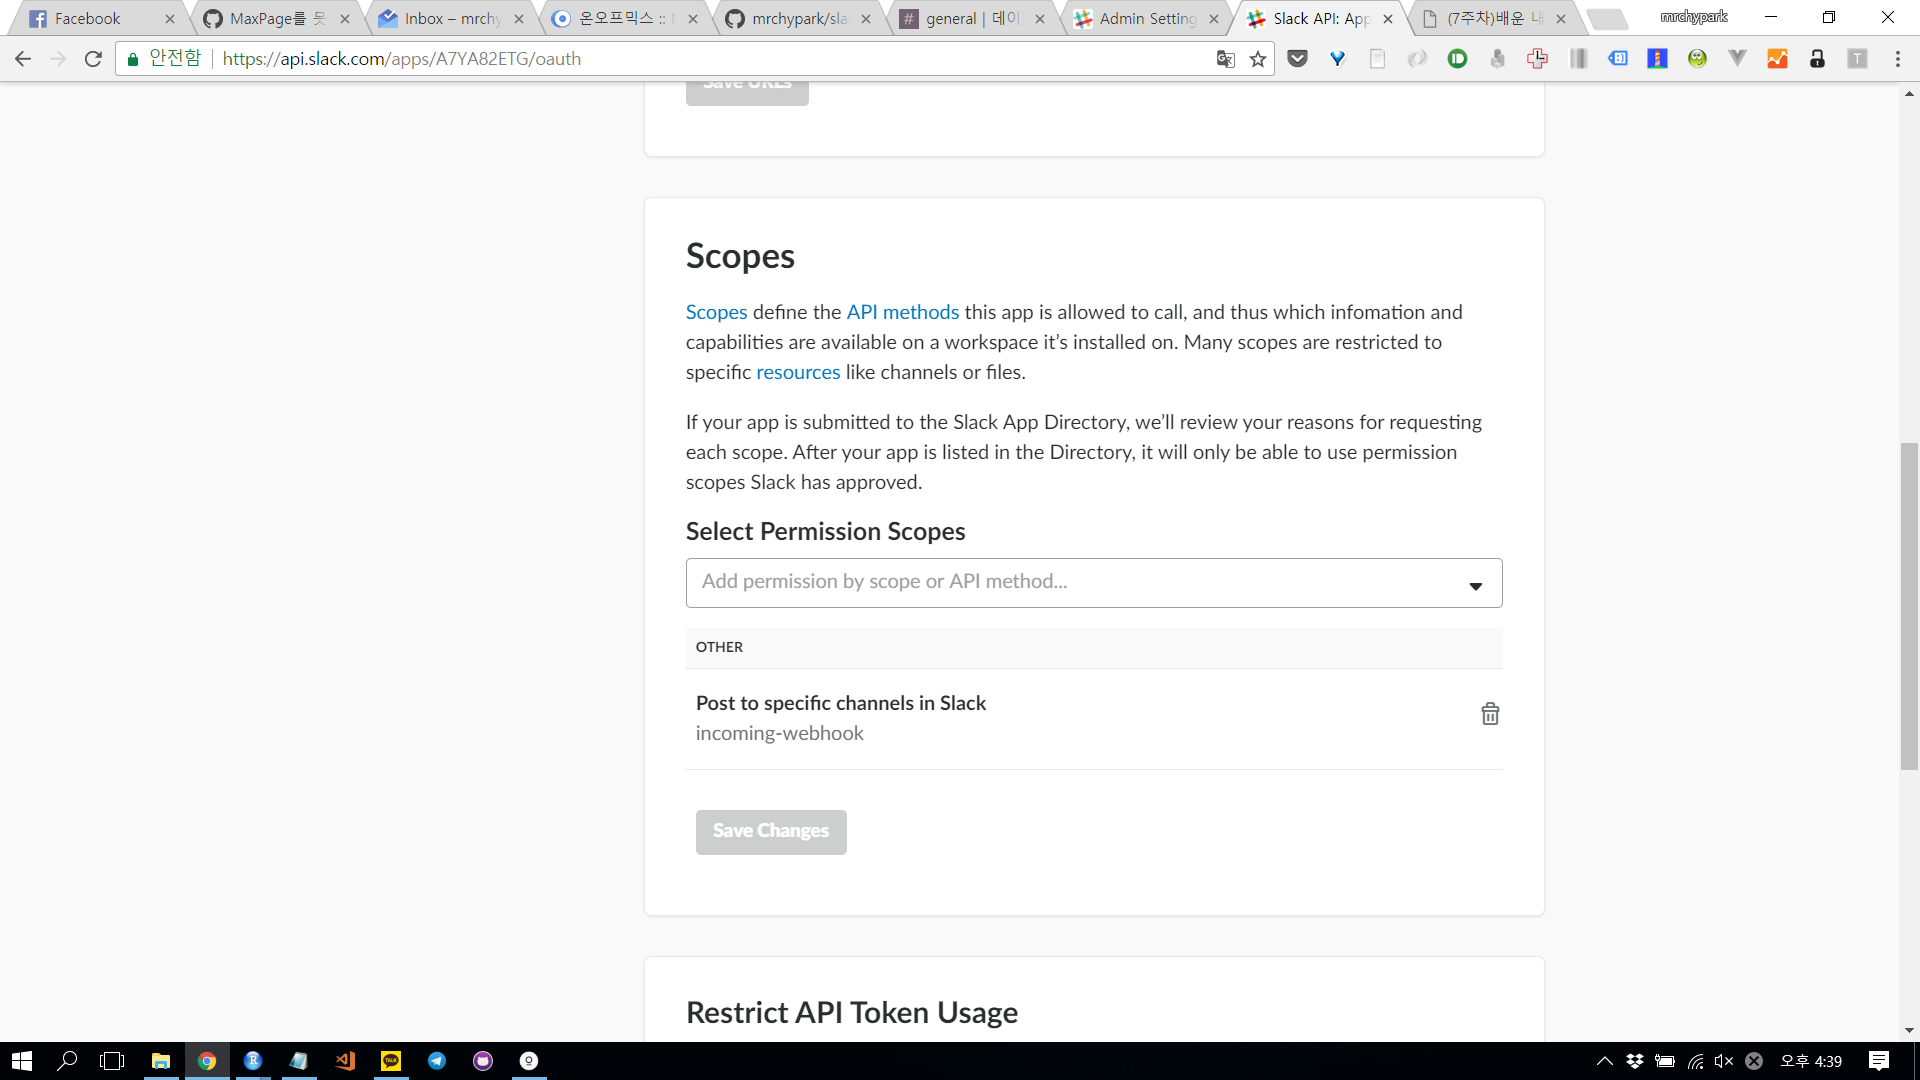 Facebook
MaxPage를 못
Inbox – mrchy
온오프믹스 ::
mrchypark/sla
general | 데이
Admin Setting
Slack API: App
(7주차)배운 내
mrchypark
안전함
https://api.slack.com/apps/A7YA82ETG/oauth
Save URLs
Scopes
Scopes define the API methods this app is allowed to call, and thus which infomation and
capabilities are available on a workspace it’s installed on. Many scopes are restricted to
specific resources like channels or files.
If your app is submitted to the Slack App Directory, we’ll review your reasons for requesting
each scope. After your app is listed in the Directory, it will only be able to use permission
scopes Slack has approved.
Select Permission Scopes
Add permission by scope or API method...
OTHER
Post to specific channels in Slack
incoming-webhook
Save Changes
Restrict API Token Usage
TALK
오후 4:39